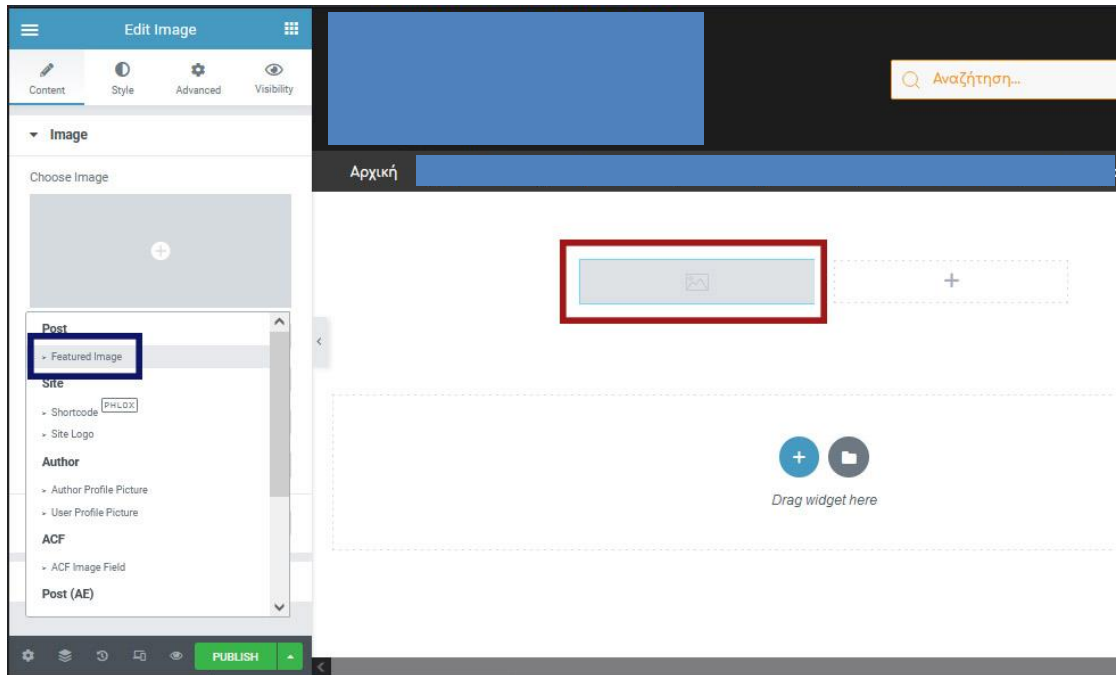 Edit Image
Content Style Advanced Visibility
Image
Choose Image
Post
Featured Image
Site
Shortcode PHLOX
Site Logo
Author
Author Profile Picture
User Profile Picture
ACF
ACF Image Field
Post (AE)
PUBLISH
Αναζήτηση...
Αρχική
Drag widget here